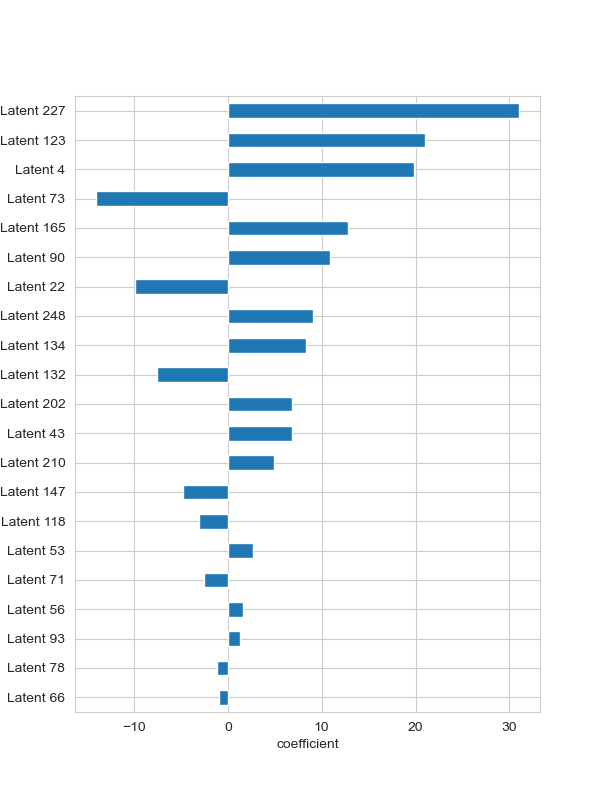 Latent 227
Latent 123
Latent 4
Latent 73
Latent 165
Latent 90
Latent 22
Latent 248
Latent 134
Latent 132
Latent 202
Latent 43
Latent 210
Latent 147
Latent 118
Latent 53
Latent 71
Latent 56
Latent 93
Latent 78
Latent 66
−10 0 10 20 30
coefficient